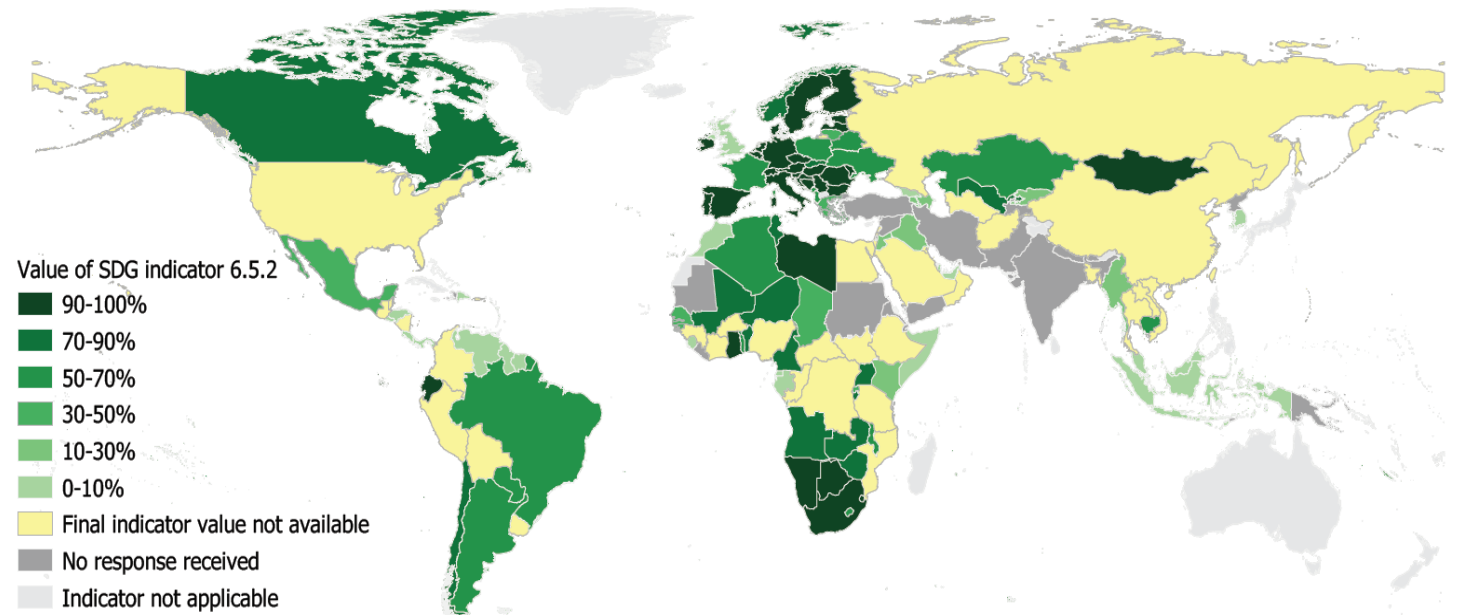 Value of SDG indicator 6.5.2
90-100%
70-90%
50-70%
30-50%
10-30%
0-10%
Final indicator value not available
No response received
Indicator not applicable